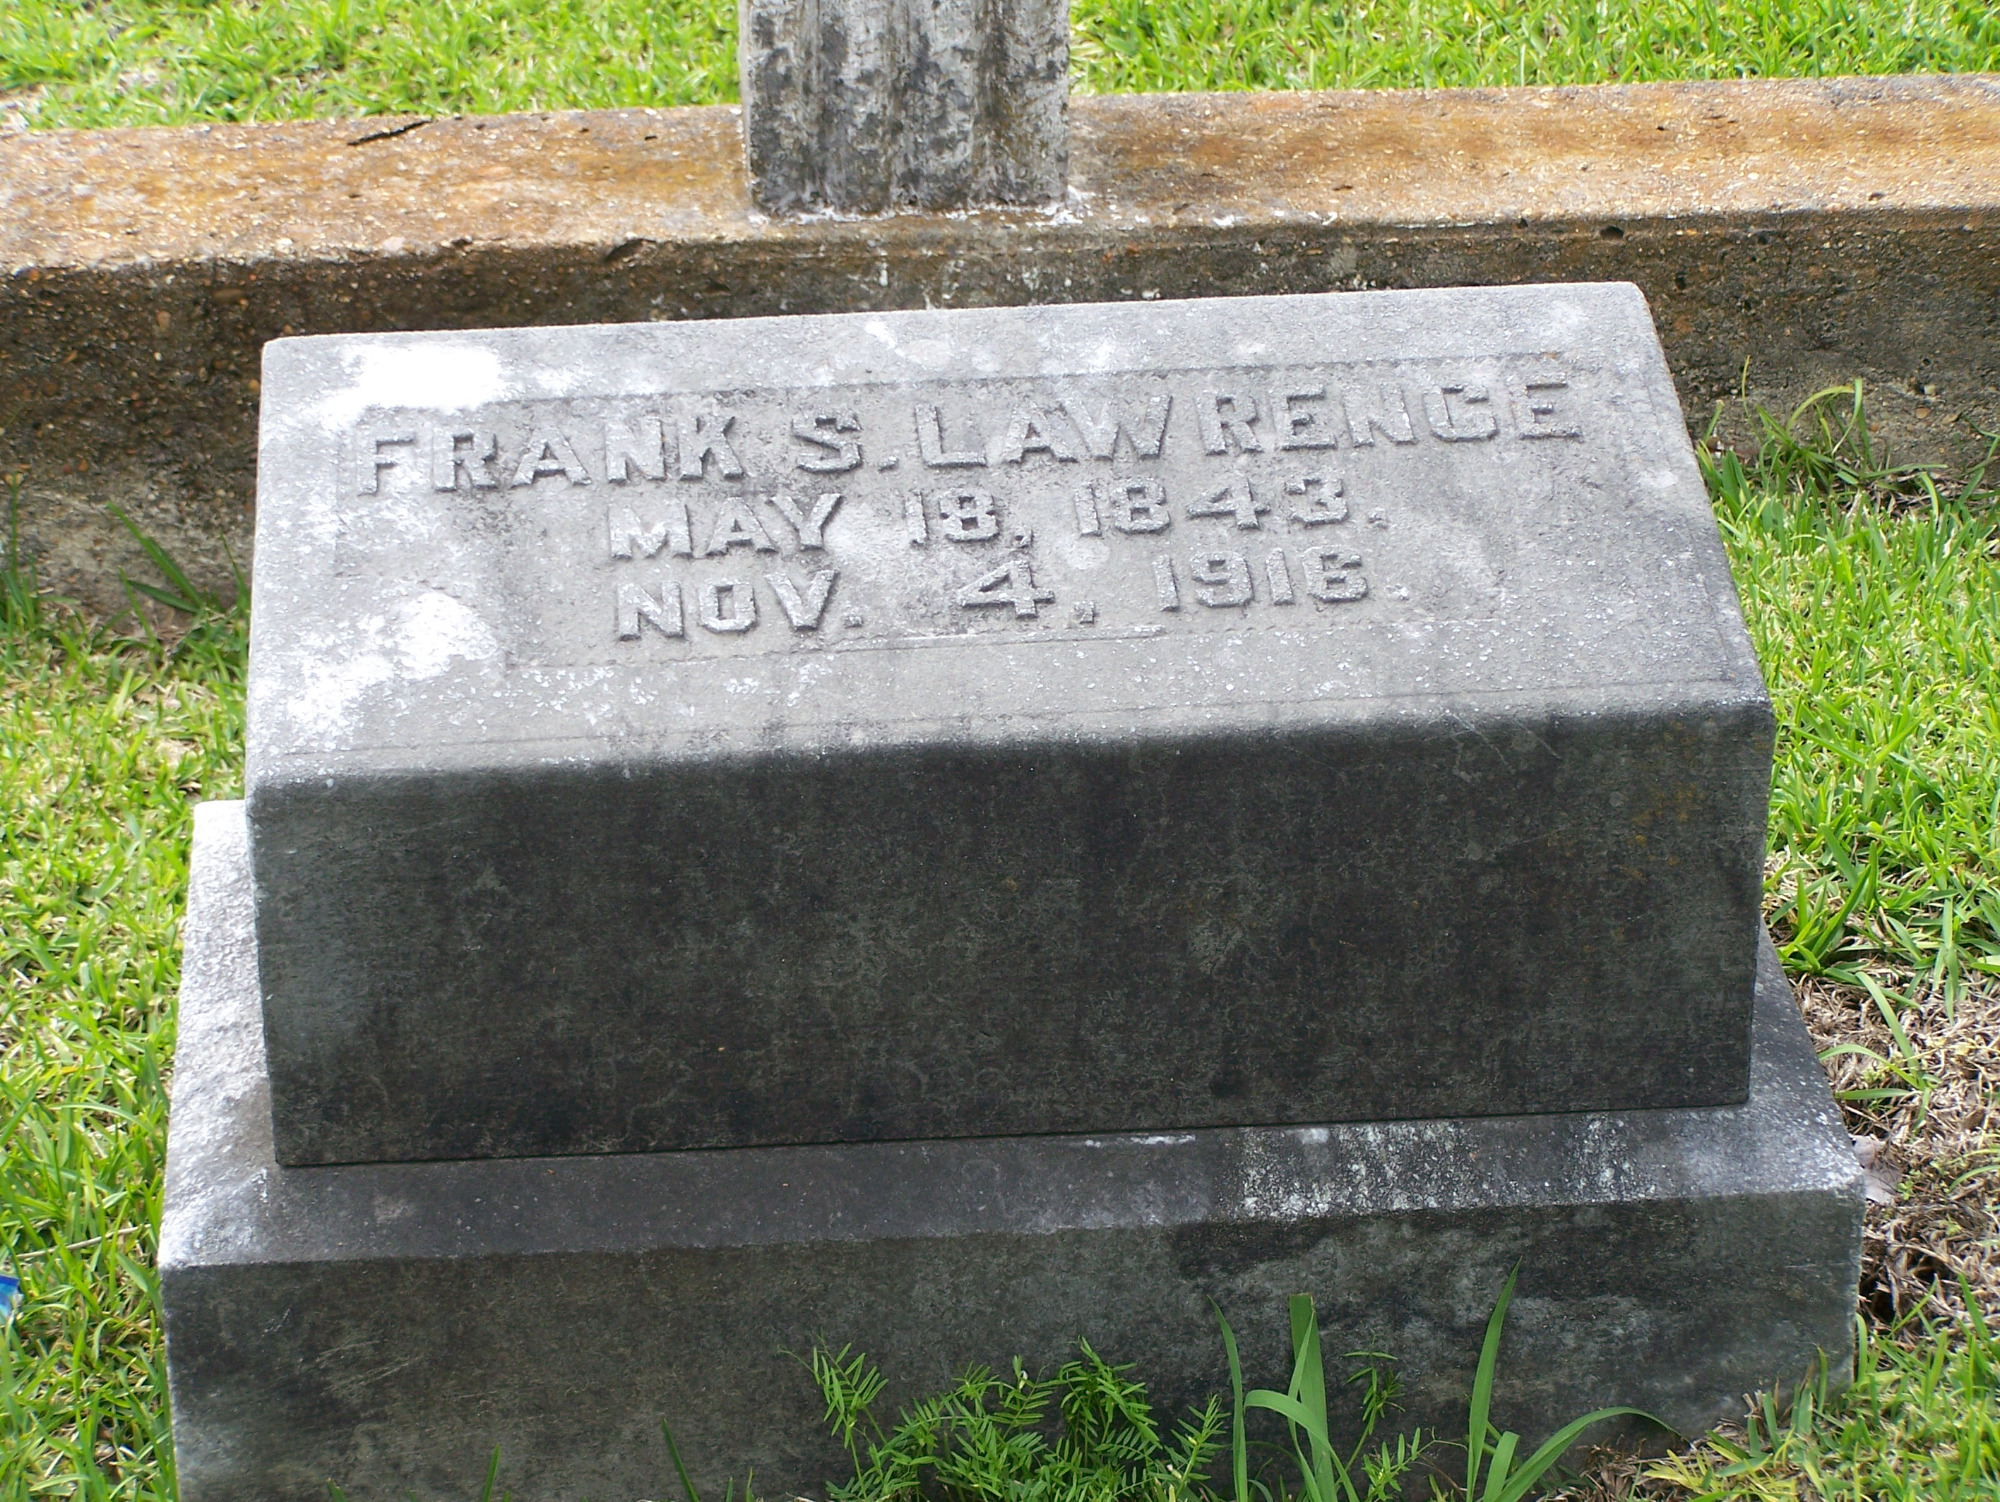 FRANK S. LAWRENCE
MAY 18, 1843.
NOV. 4, 1916.